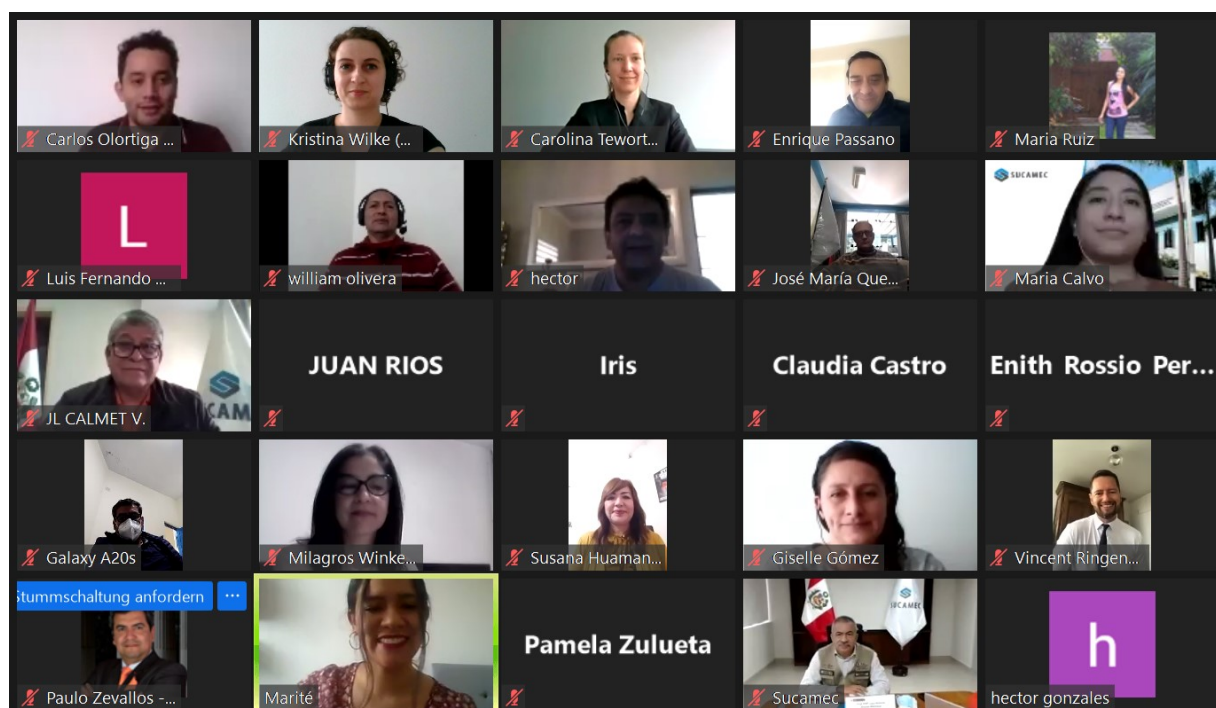 Carlos Olortiga ...
Kristina Wilke (...
Carolina Tewort...
Enrique Passano
Maria Ruiz
L
Luis Fernando ...
william olivera
hector
José María Que...
SUCAMEC
Maria Calvo
CAM
JL CALMET V.
JUAN RIOS
Iris
Claudia Castro
Enith Rossio Per...
Galaxy A20s
Milagros Winke...
Susana Huaman...
Giselle Gómez
Vincent Ringen...
Stummschaltung anfordern ...
Paulo Zevallos -...
Marité
Pamela Zulueta
SUCAMEC
Sucamec
h
hector gonzales